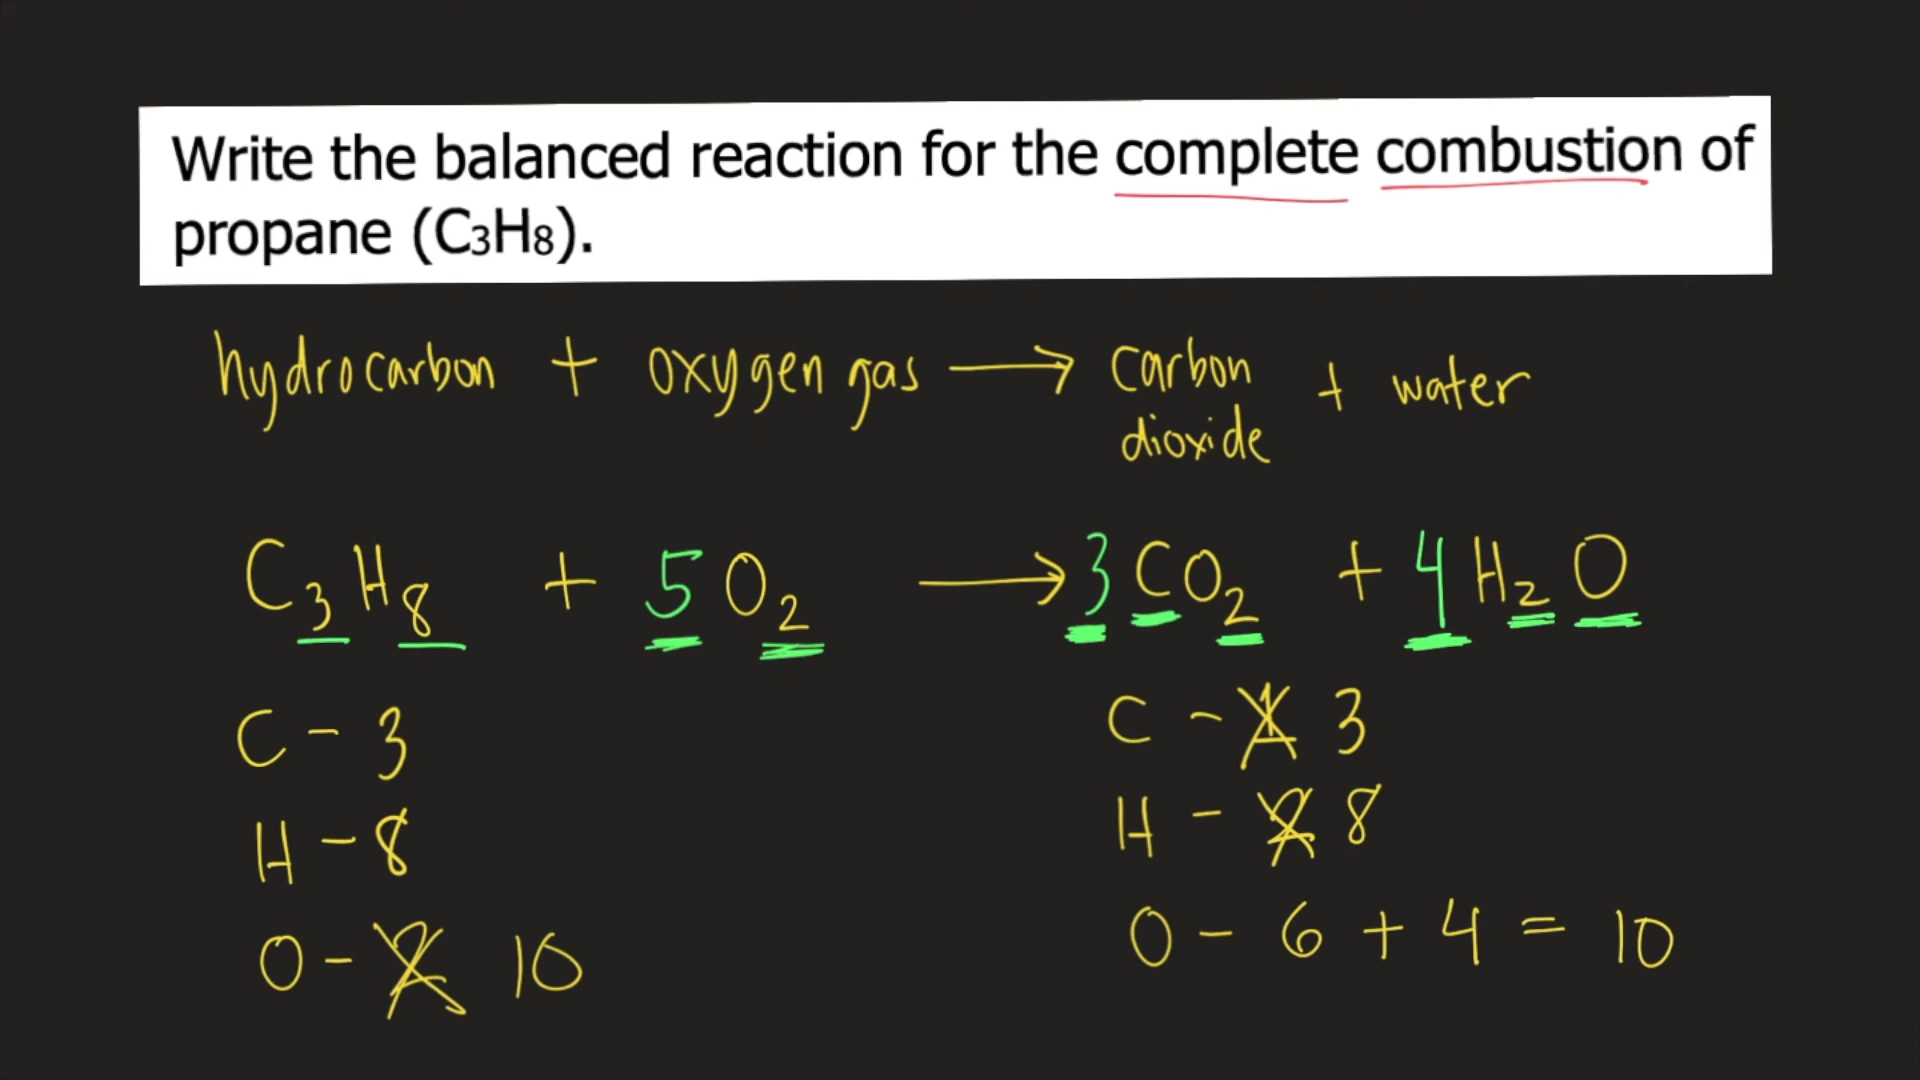 Write the balanced reaction for the complete combustion of
propane (C3H8).
hydrocarbon + oxygen gas → carbon dioxide + water
C₃H₈ + 5O₂ → 3CO₂ + 4H₂O
C - 3
H - 8
O - 2 10
C - 1 3
H - 2 8
O - 6 + 4 = 10